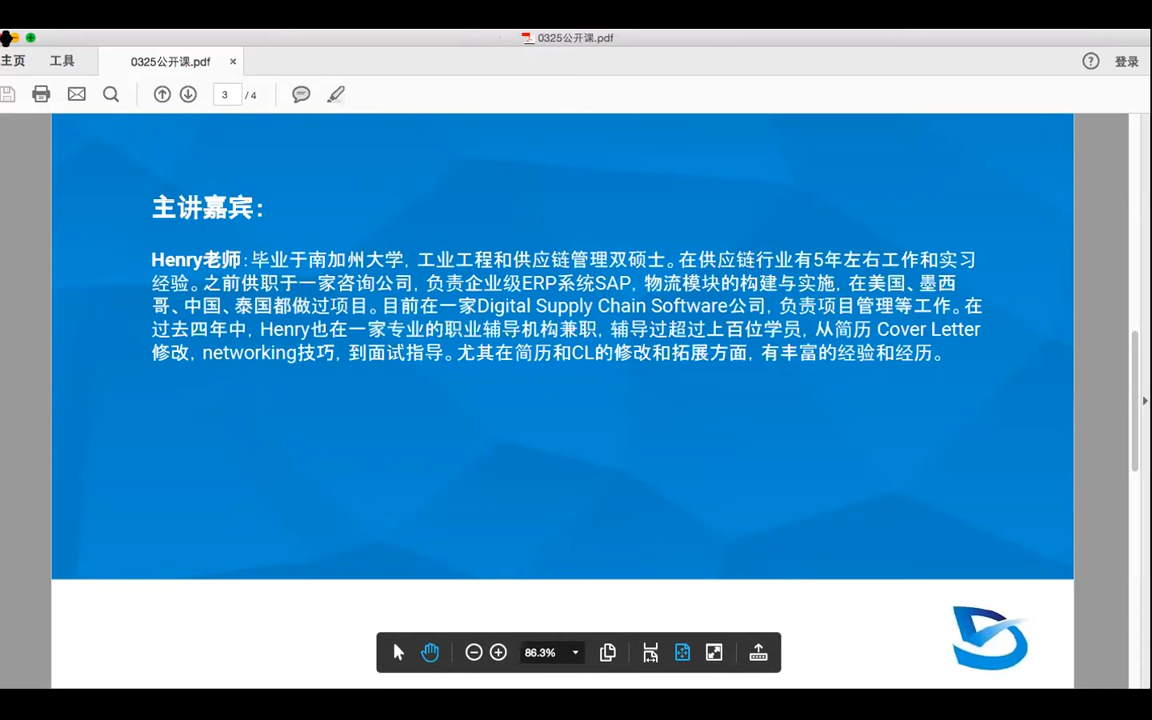 0325公开课.pdf
主页 工具 0325公开课.pdf × ? 登录
3 / 4
主讲嘉宾：
Henry老师：毕业于南加州大学，工业工程和供应链管理双硕士。在供应链行业有5年左右工作和实习
经验。之前供职于一家咨询公司，负责企业级ERP系统SAP，物流模块的构建与实施，在美国、墨西
哥、中国、泰国都做过项目。目前在一家Digital Supply Chain Software公司，负责项目管理等工作。在
过去四年中，Henry也在一家专业的职业辅导机构兼职，辅导过超过上百位学员，从简历 Cover Letter
修改，networking技巧，到面试指导。尤其在简历和CL的修改和拓展方面，有丰富的经验和经历。
86.3%